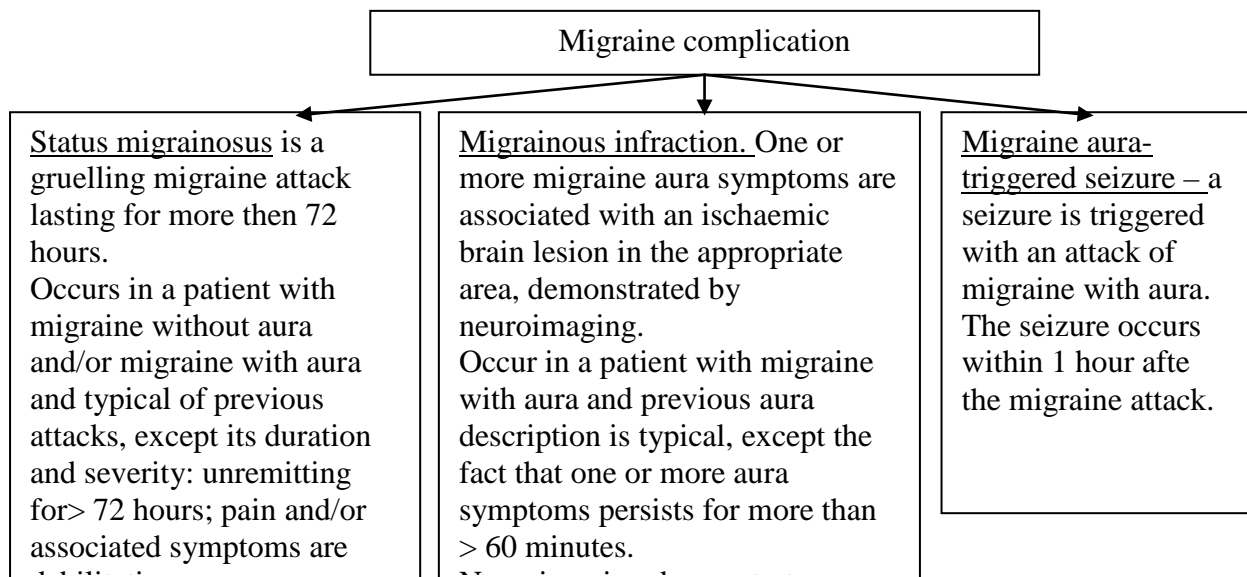 Migraine complication
Status migrainosus is a
gruelling migraine attack
lasting for more then 72
hours.
Occurs in a patient with
migraine without aura
and/or migraine with aura
and typical of previous
attacks, except its duration
and severity: unremitting
for> 72 hours; pain and/or
associated symptoms are
Migrainous infraction. One or
more migraine aura symptoms are
associated with an ischaemic
brain lesion in the appropriate
area, demonstrated by
neuroimaging.
Occur in a patient with migraine
with aura and previous aura
description is typical, except the
fact that one or more aura
symptoms persists for more than
> 60 minutes.
Migraine aura-
triggered seizure – a
seizure is triggered
with an attack of
migraine with aura.
The seizure occurs
within 1 hour afte
the migraine attack.